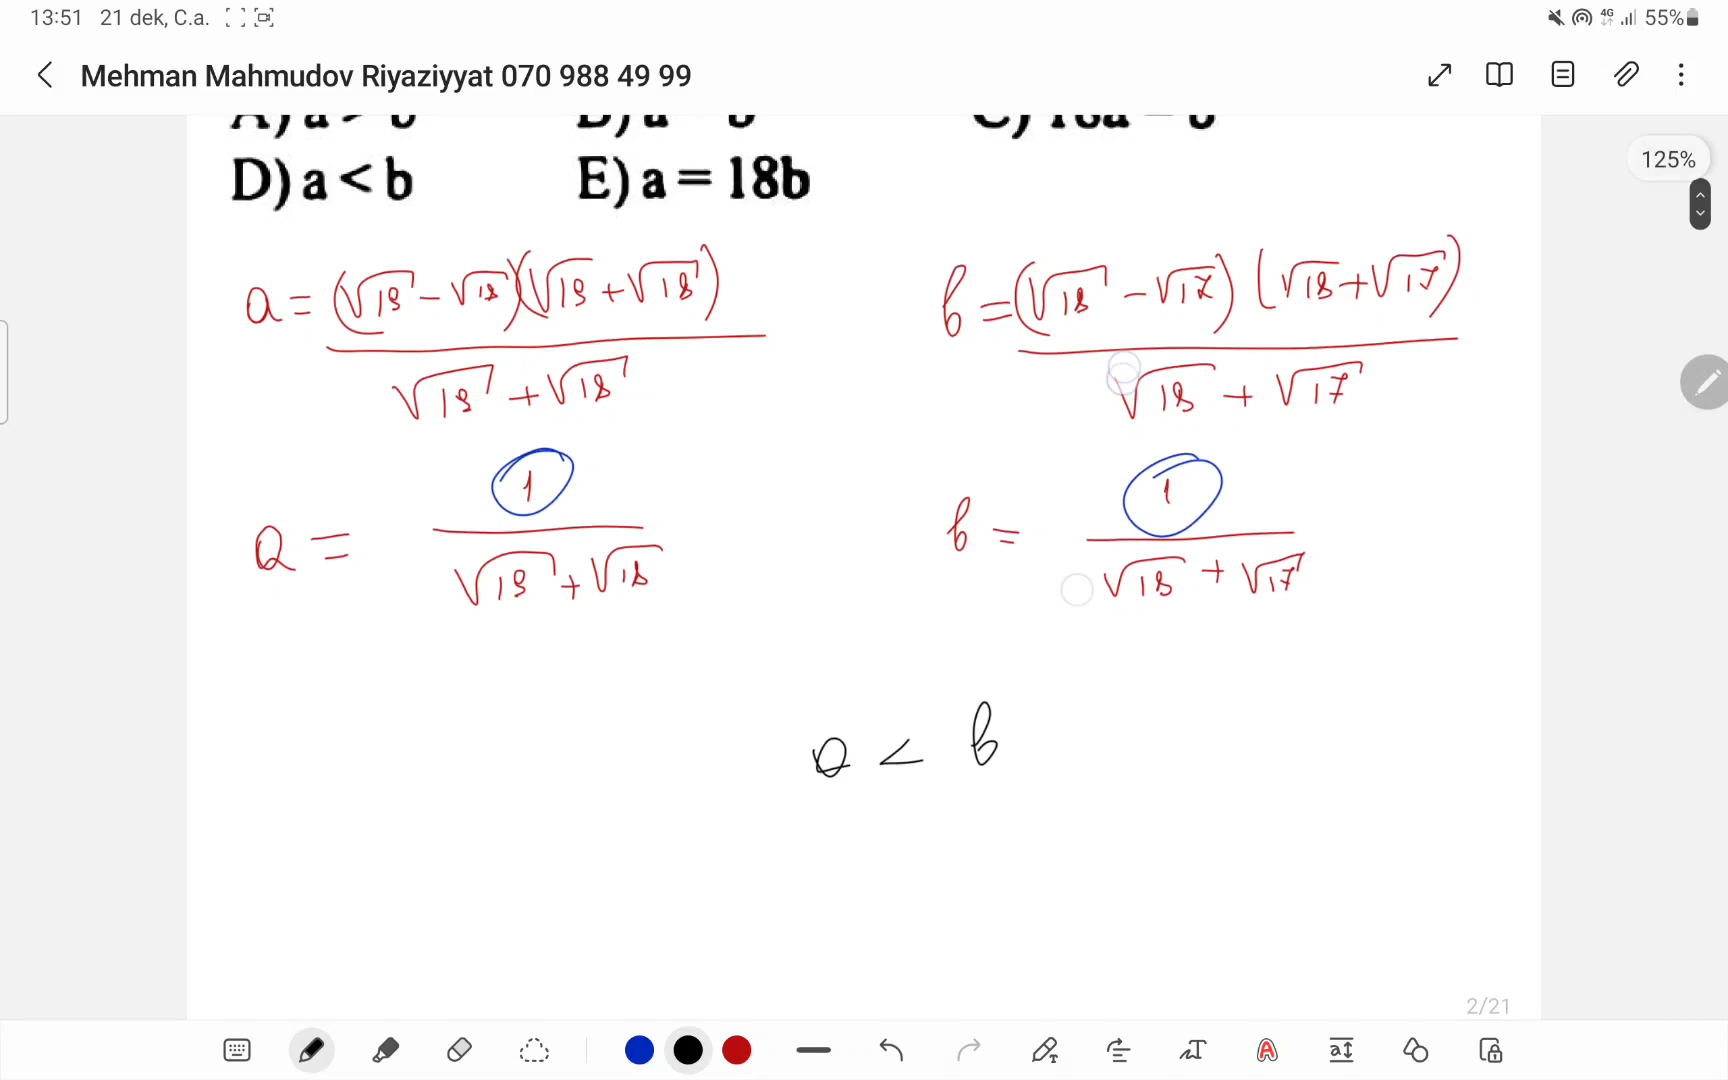 13:51 21 dek, C.a. 4G 55%
Mehman Mahmudov Riyaziyyat 070 988 49 99
125%
D) a < b E) a = 18b
a = (√19 - √18)(√19 + √18) / √19 + √18
b = (√18 - √17)(√18 + √17) / √18 + √17
a = 1 / √19 + √18
b = 1 / √18 + √17
a < b
2/21